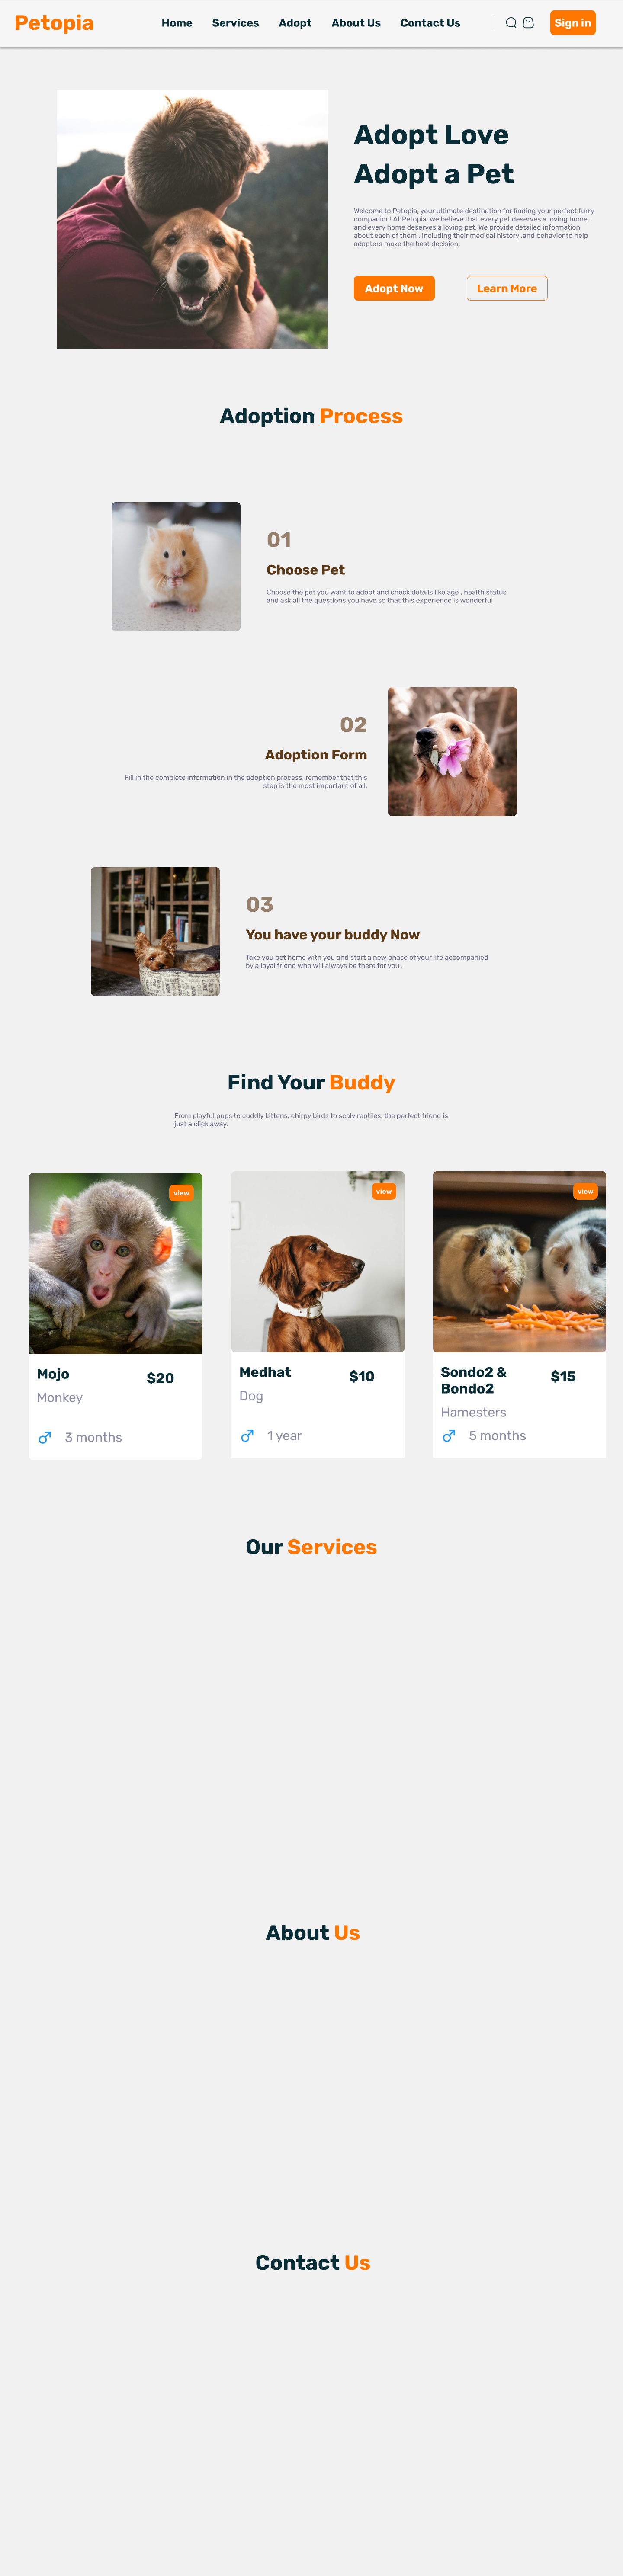 Petopia
Home
Services
Adopt
About Us
Contact Us
Sign in
Adopt Love
Adopt a Pet
Welcome to Petopia, your ultimate destination for finding your perfect furry
companion! At Petopia, we believe that every pet deserves a loving home,
and every home deserves a loving pet. We provide detailed information
about each of them , including their medical history ,and behavior to help
adapters make the best decision.
Adopt Now
Learn More
Adoption Process
01
Choose Pet
Choose the pet you want to adopt and check details like age , health status
and ask all the questions you have so that this experience is wonderful
02
Adoption Form
Fill in the complete information in the adoption process, remember that this
step is the most important of all.
03
You have your buddy Now
Take you pet home with you and start a new phase of your life accompanied
by a loyal friend who will always be there for you .
Find Your Buddy
From playful pups to cuddly kittens, chirpy birds to scaly reptiles, the perfect friend is
just a click away.
view
Mojo
$20
Monkey
3 months
view
Medhat
$10
Dog
1 year
view
Sondo2 &
Bondo2
$15
Hamesters
5 months
Our Services
About Us
Contact Us